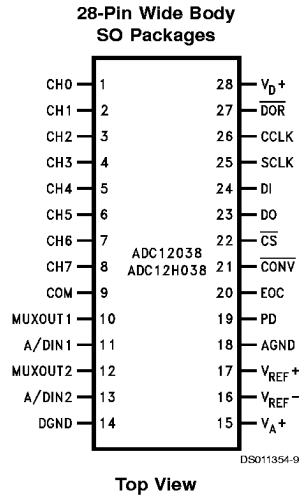 28-Pin Wide Body
SO Packages
CH0 1 28 VD+
CH1 2 27 DOR
CH2 3 26 CCLK
CH3 4 25 SCLK
CH4 5 24 DI
CH5 6 23 DO
CH6 7 22 CS
CH7 8 21 CONV
COM 9 20 EOC
MUXOUT1 10 19 PD
A/DIN1 11 18 AGND
MUXOUT2 12 17 VREF+
A/DIN2 13 16 VREF-
DGND 14 15 VA+
ADC12038
ADC12H038
DS011354-9
Top View